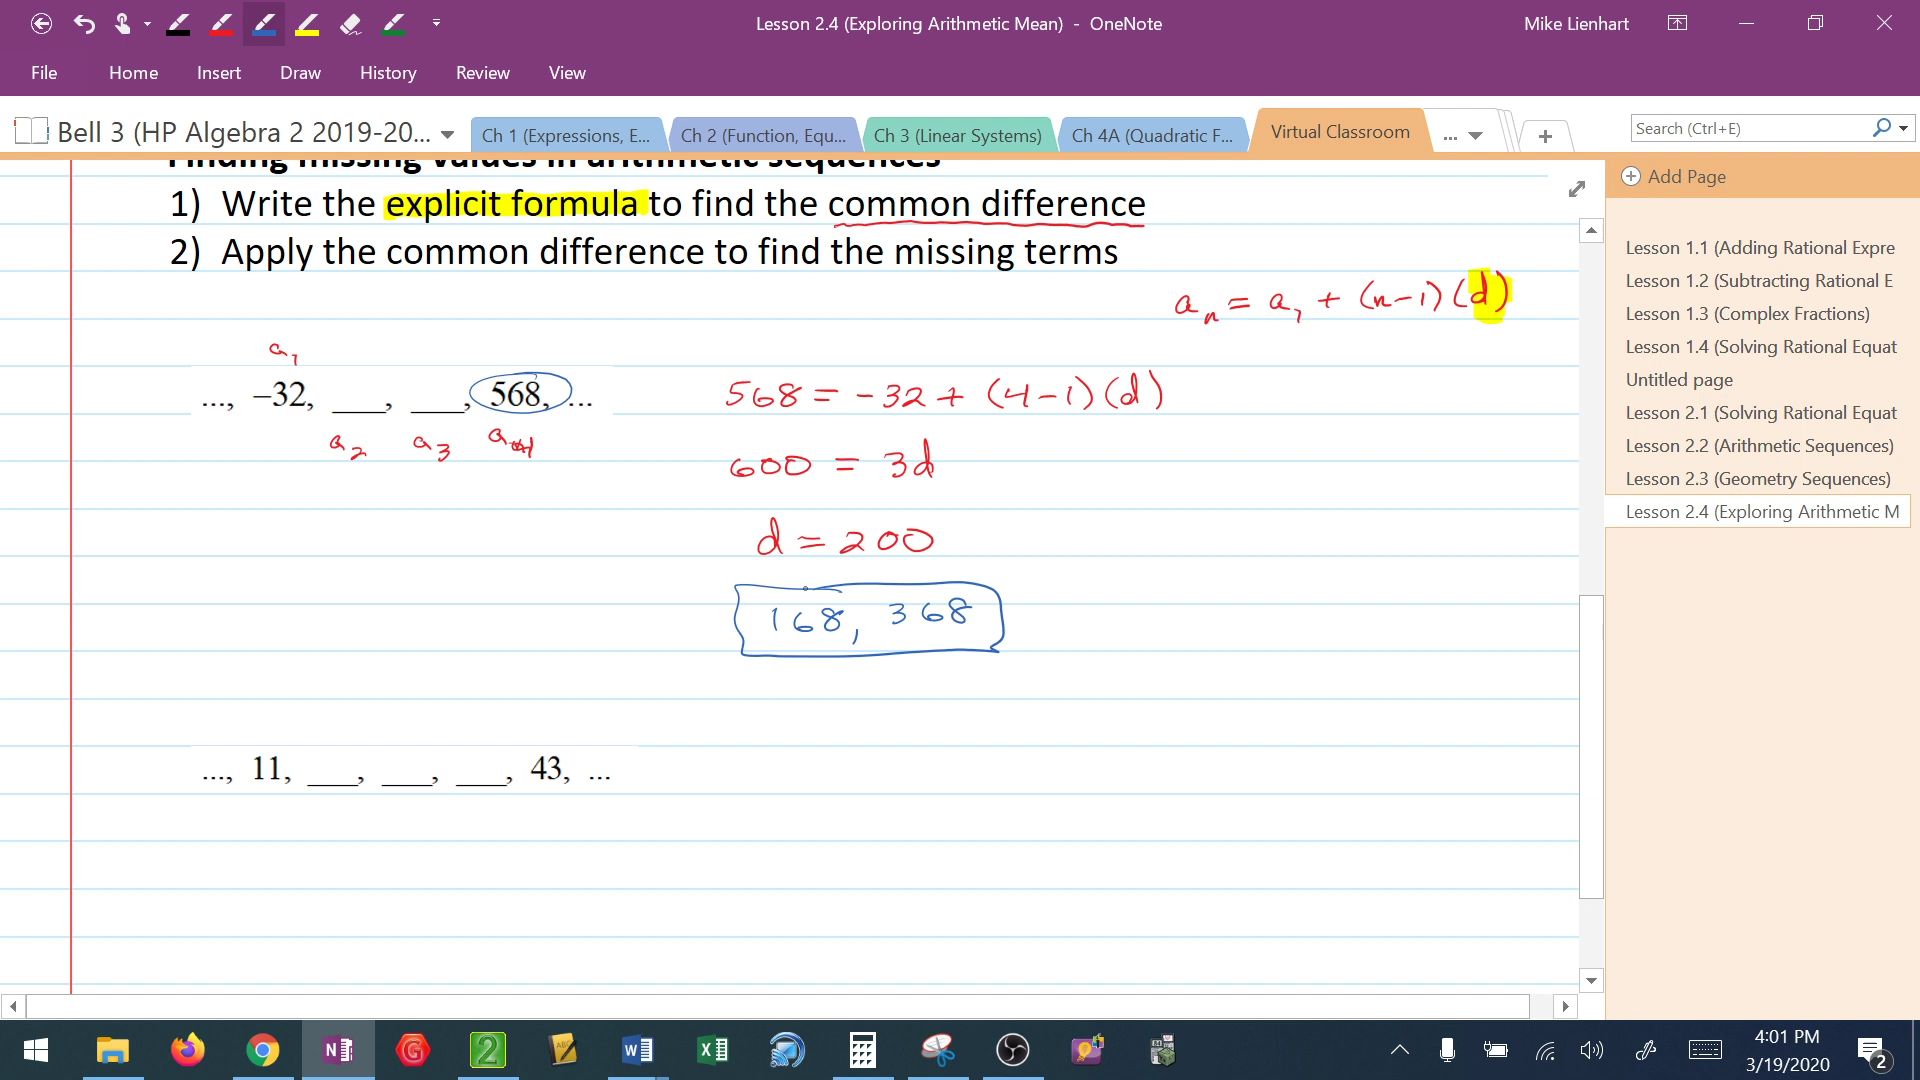 Lesson 2.4 (Exploring Arithmetic Mean) - OneNote
Mike Lienhart
File Home Insert Draw History Review View
Bell 3 (HP Algebra 2 2019-20...
Ch 1 (Expressions, E...
Ch 2 (Function, Equ...
Ch 3 (Linear Systems)
Ch 4A (Quadratic F...
Virtual Classroom
...
Search (Ctrl+E)
Add Page
Lesson 1.1 (Adding Rational Expre
Lesson 1.2 (Subtracting Rational E
Lesson 1.3 (Complex Fractions)
Lesson 1.4 (Solving Rational Equat
Untitled page
Lesson 2.1 (Solving Rational Equat
Lesson 2.2 (Arithmetic Sequences)
Lesson 2.3 (Geometry Sequences)
Lesson 2.4 (Exploring Arithmetic M
Finding missing values in arithmetic sequences
1) Write the explicit formula to find the common difference
2) Apply the common difference to find the missing terms
aₙ = a₁ + (n-1)(d)
a₁
..., –32, ___, ___, 568, ...
a₂ a₃ a₄
568 = -32 + (4-1)(d)
600 = 3d
d = 200
168, 368
..., 11, ___, ___, ___, 43, ...
4:01 PM
3/19/2020
2